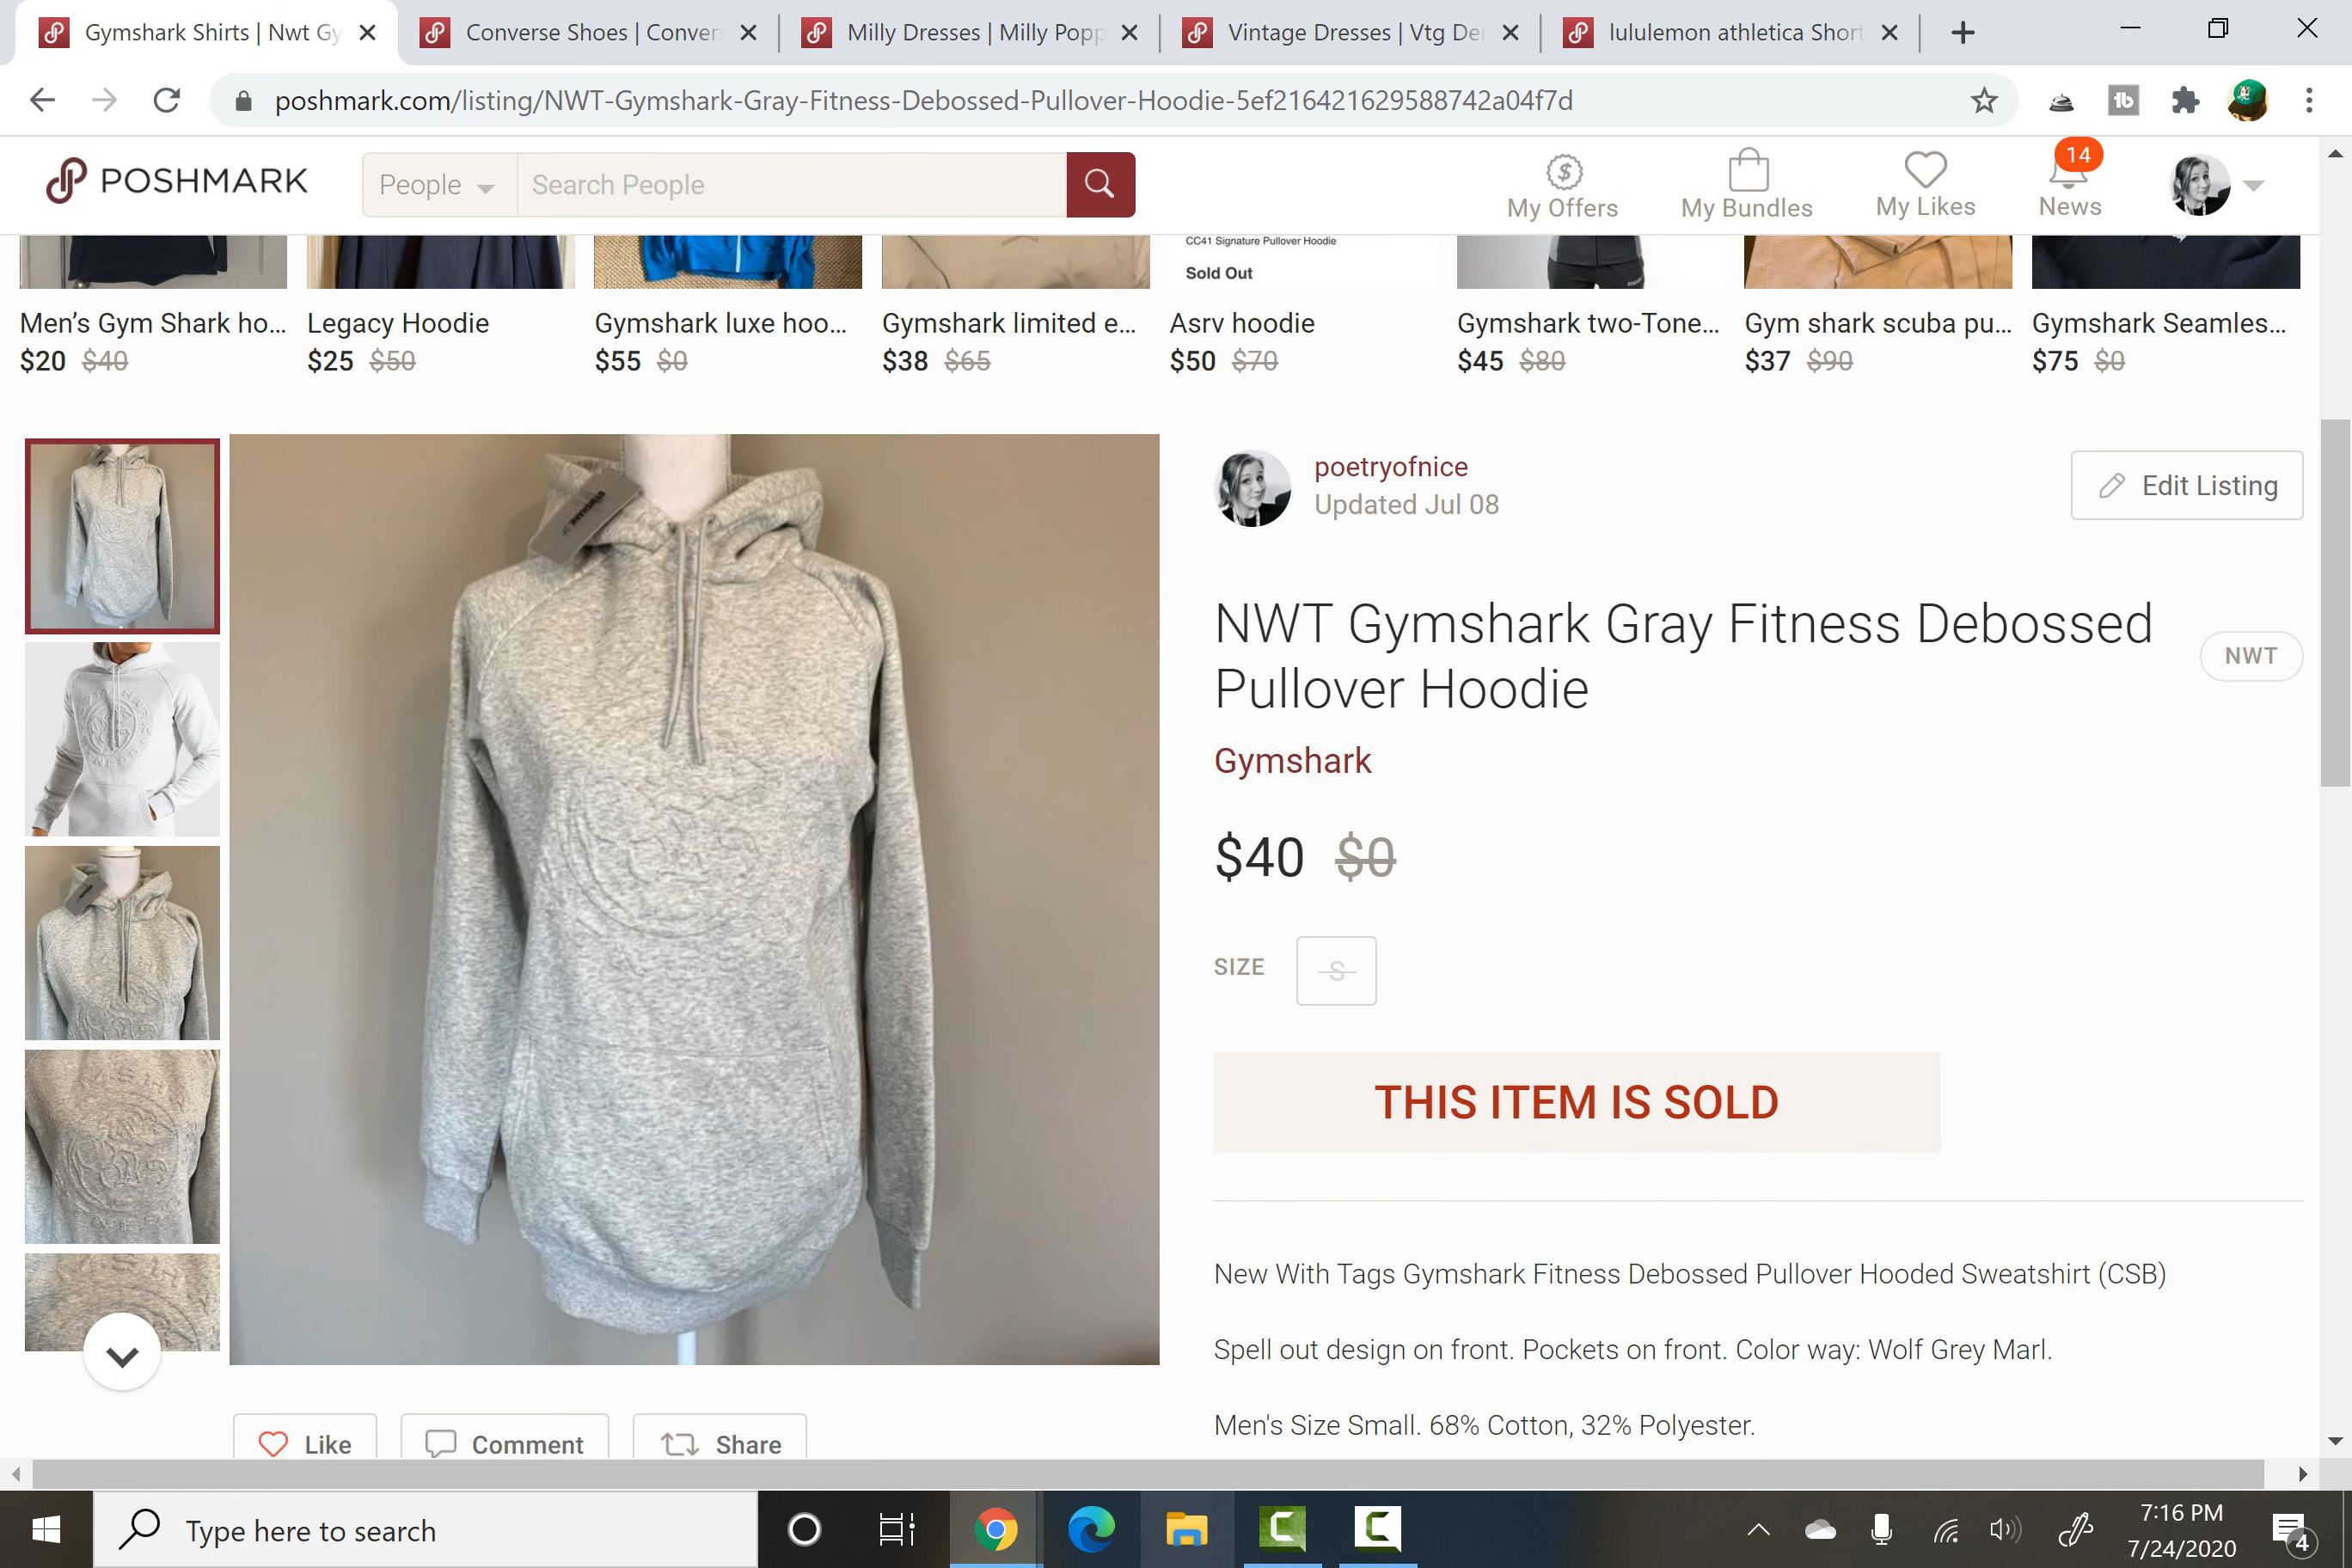 Gymshark Shirts | Nwt Gy
Converse Shoes | Convers
Milly Dresses | Milly Popp
Vintage Dresses | Vtg De
lululemon athletica Short
poshmark.com/listing/NWT-Gymshark-Gray-Fitness-Debossed-Pullover-Hoodie-5ef216421629588742a04f7d
POSHMARK
People
Search People
My Offers
My Bundles
My Likes
14
News
CC41 Signature Pullover Hoodie
Sold Out
Men’s Gym Shark ho...
Legacy Hoodie
Gymshark luxe hoo...
Gymshark limited e...
Asrv hoodie
Gymshark two-Tone...
Gym shark scuba pu...
Gymshark Seamles...
$20 $40
$25 $50
$55 $0
$38 $65
$50 $70
$45 $80
$37 $90
$75 $0
poetryofnice
Updated Jul 08
Edit Listing
NWT Gymshark Gray Fitness Debossed
Pullover Hoodie
NWT
Gymshark
$40 $0
SIZE S
THIS ITEM IS SOLD
New With Tags Gymshark Fitness Debossed Pullover Hooded Sweatshirt (CSB)
Spell out design on front. Pockets on front. Color way: Wolf Grey Marl.
Men's Size Small. 68% Cotton, 32% Polyester.
Like
Comment
Share
Type here to search
7:16 PM
7/24/2020
4